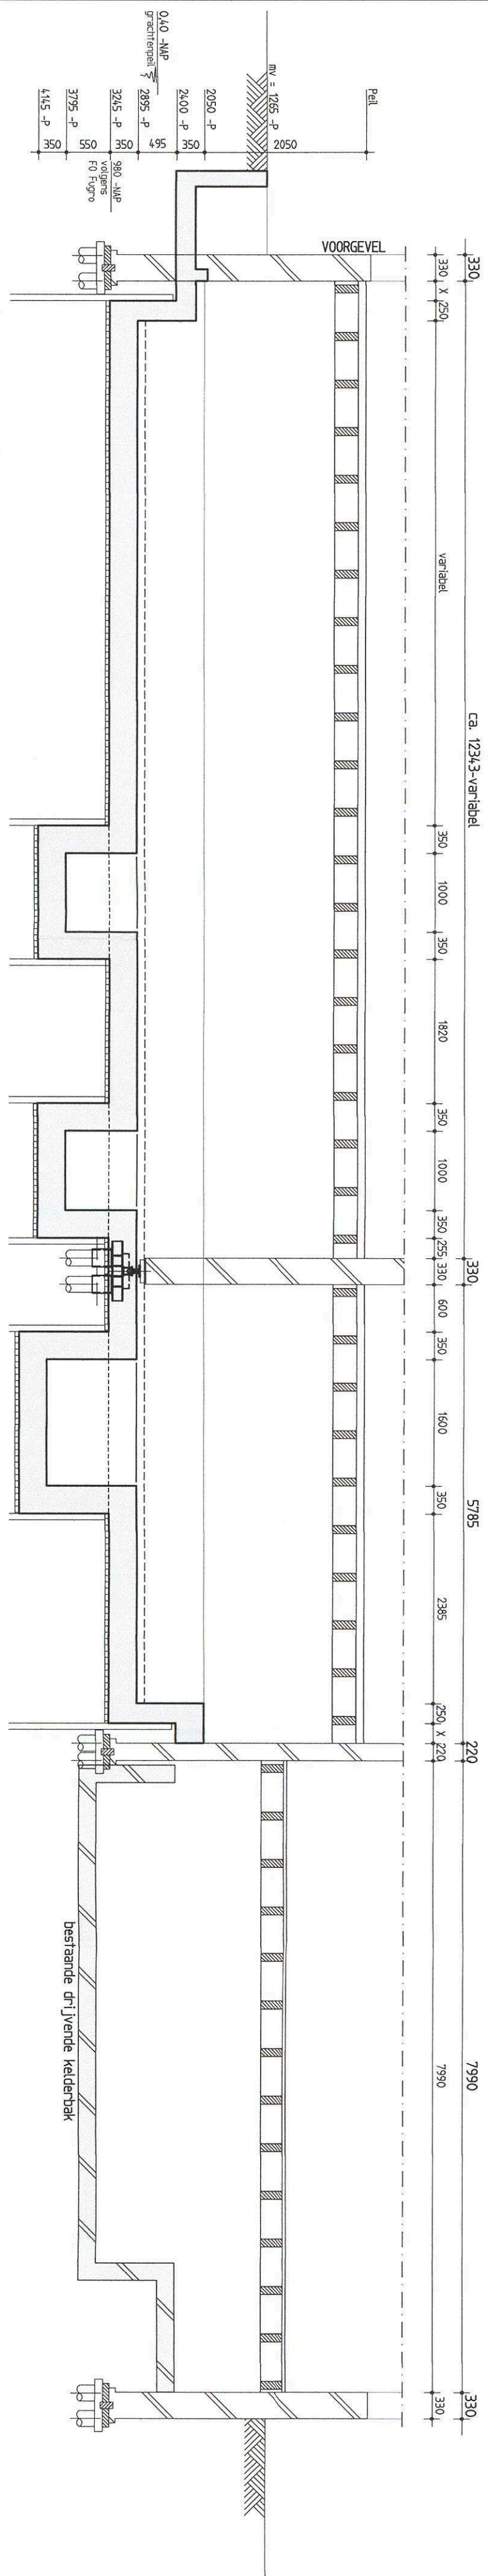 0,40 -NAP
grachtenpeil
mv = 1265 -P
Peil
4145 -P
3795 -P
3245 -P
2895 -P
2400 -P
2050 -P
350
550
350
495
350
2050
980 -NAP
volgens
FO Fugro
VOORGEVEL
330
ca. 12343-variabel
330
5785
220
7990
330
330
X
250
variabel
350
1000
350
1820
350
1000
350
255
330
600
350
1600
350
2385
250
X
220
7990
330
bestaande drijvende kelderbak